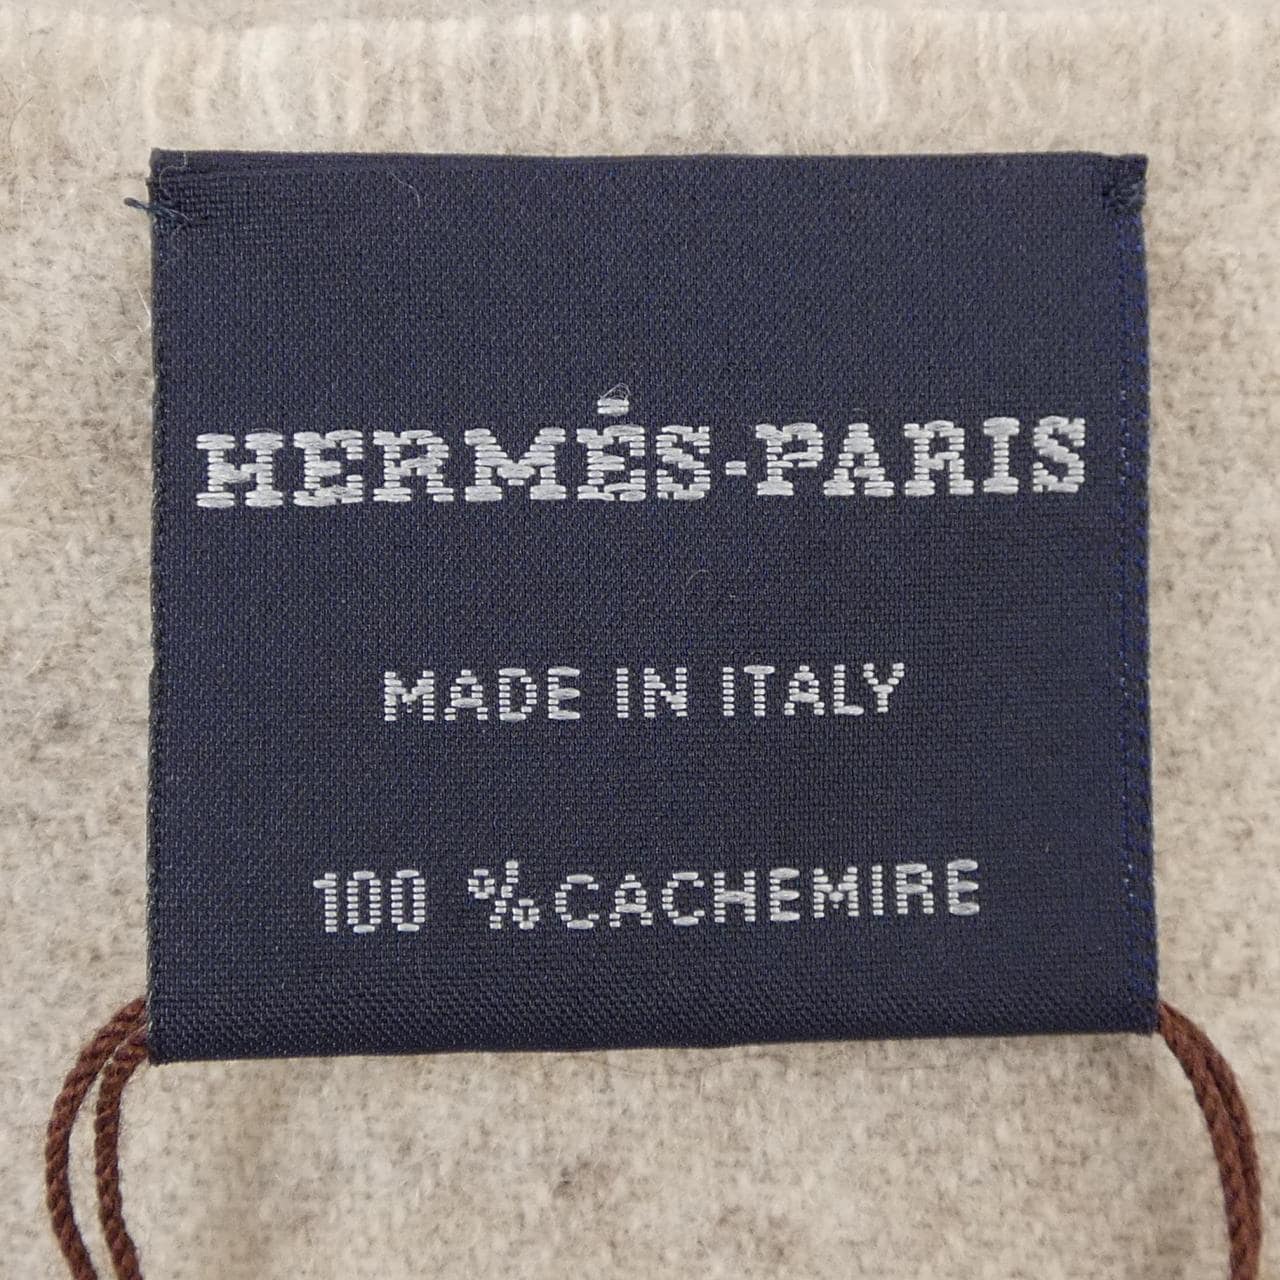 HERMÉS-PARIS
MADE IN ITALY
100 %CACHEMIRE